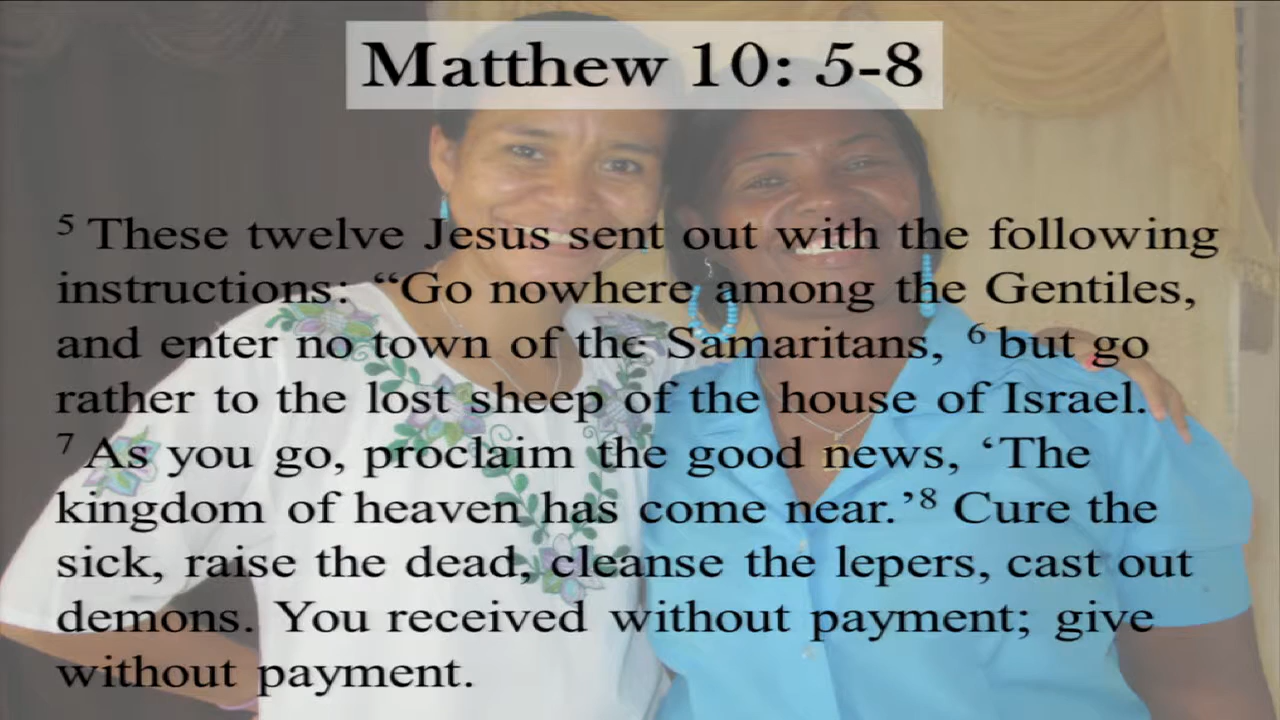 Matthew 10: 5-8
⁵ These twelve Jesus sent out with the following
instructions: “Go nowhere among the Gentiles,
and enter no town of the Samaritans, ⁶ but go
rather to the lost sheep of the house of Israel.
⁷ As you go, proclaim the good news, ‘The
kingdom of heaven has come near.’⁸ Cure the
sick, raise the dead, cleanse the lepers, cast out
demons. You received without payment; give
without payment.